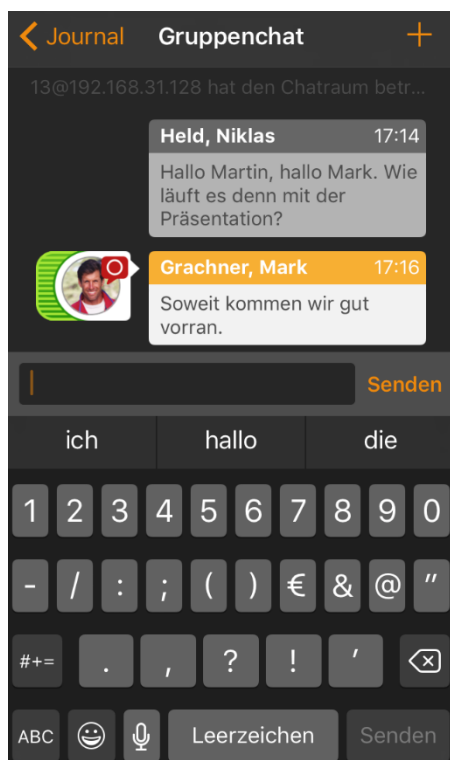 Journal Gruppenchat +
13@192.168.31.128 hat den Chatraum betr...
Held, Niklas 17:14
Hallo Martin, hallo Mark. Wie
läuft es denn mit der
Präsentation?
Grachner, Mark 17:16
Soweit kommen wir gut
vorran.
Senden
ich hallo die
1 2 3 4 5 6 7 8 9 0
- / : ; ( ) € & @ "
#+= . , ? ! '
ABC Leerzeichen Senden